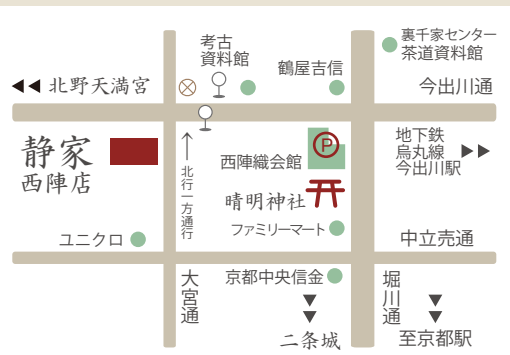 裏千家センター
茶道資料館
考古
資料館
鶴屋吉信
◀◀ 北野天満宮
今出川通
静家
西陣店
↑北行一方通行
P
西陣織会館
地下鉄
烏丸線 ▶▶
今出川駅
晴明神社
ファミリーマート
ユニクロ
中立売通
大宮通
京都中央信金
堀川通
二条城
至京都駅